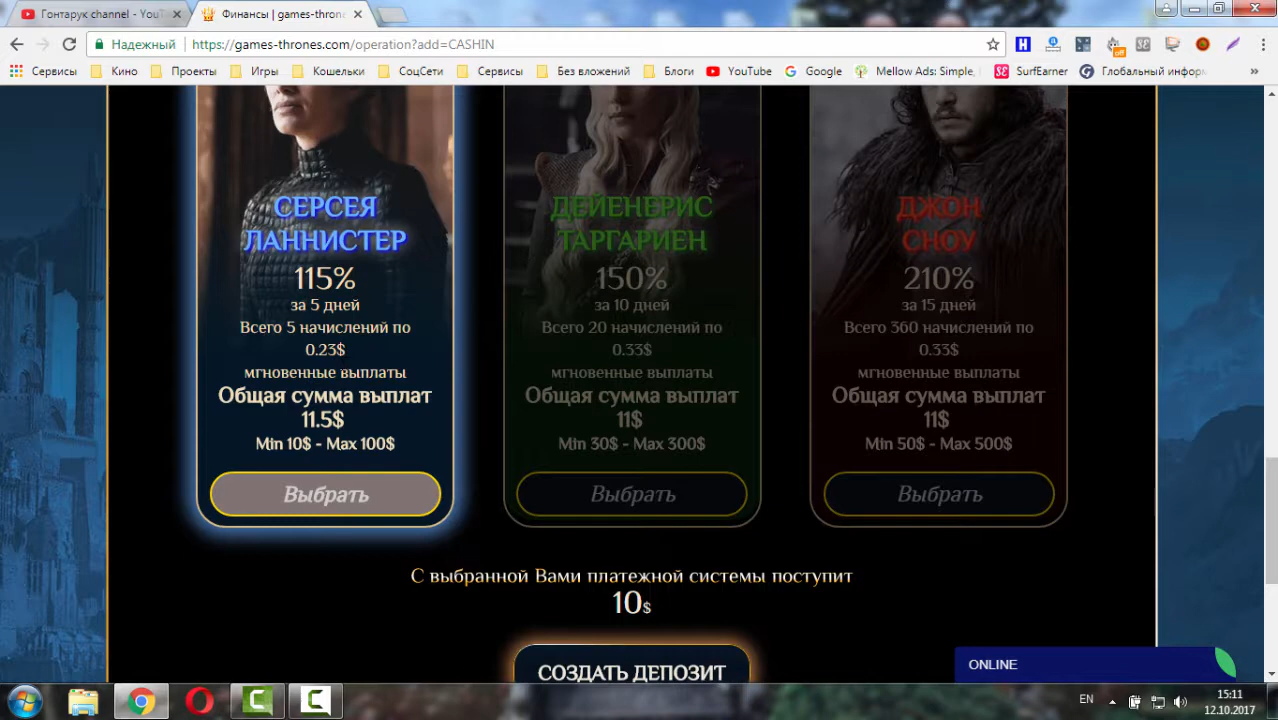 Гонтарук channel - YouT
Финансы | games-thrones
Надежный
https://games-thrones.com/operation?add=CASHIN
Сервисы
Кино
Проекты
Игры
Кошельки
СоцСети
Сервисы
Без вложений
Блоги
YouTube
Google
Mellow Ads: Simple,
SurfEarner
Глобальный инфор
»
СЕРСЕЯ
ЛАННИСТЕР
115%
за 5 дней
Всего 5 начислений по
0.23$
мгновенные выплаты
Общая сумма выплат
11.5$
Min 10$ - Max 100$
Выбрать
ДЕЙЕНЕРИС
ТАРГАРИЕН
150%
за 10 дней
Всего 20 начислений по
0.33$
мгновенные выплаты
Общая сумма выплат
11$
Min 30$ - Max 300$
Выбрать
ДЖОН
СНОУ
210%
за 15 дней
Всего 360 начислений по
0.33$
мгновенные выплаты
Общая сумма выплат
11$
Min 50$ - Max 500$
Выбрать
С выбранной Вами платежной системы поступит
10$
СОЗДАТЬ ДЕПОЗИТ
ONLINE
EN
15:11
12.10.2017